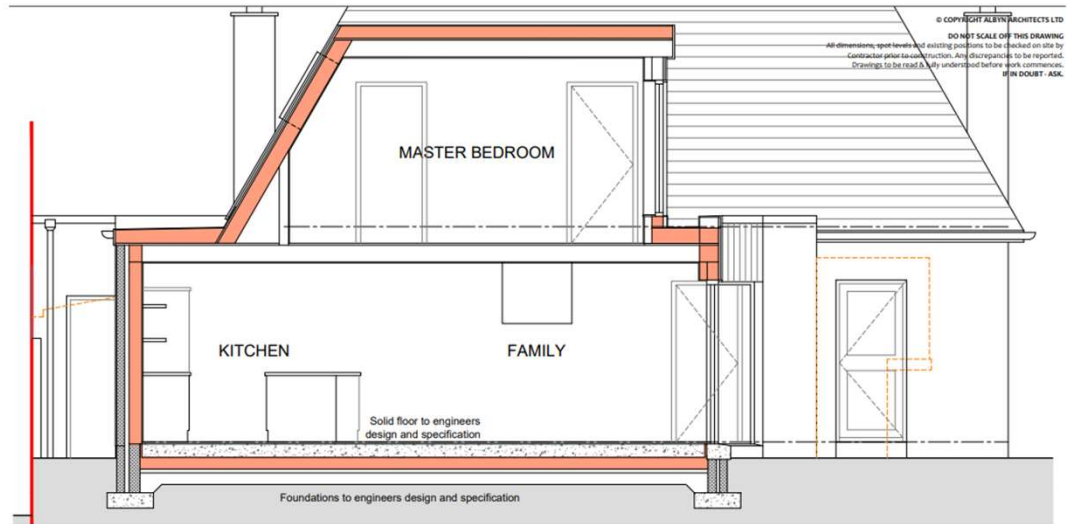 © COPYRIGHT ALBYN ARCHITECTS LTD
DO NOT SCALE OFF THIS DRAWING
All dimensions, spot levels and existing positions to be checked on site by
Contractor prior to construction. Any discrepancies to be reported.
Drawings to be read & fully understood before work commences.
IF IN DOUBT - ASK.
MASTER BEDROOM
KITCHEN
FAMILY
Solid floor to engineers
design and specification
Foundations to engineers design and specification